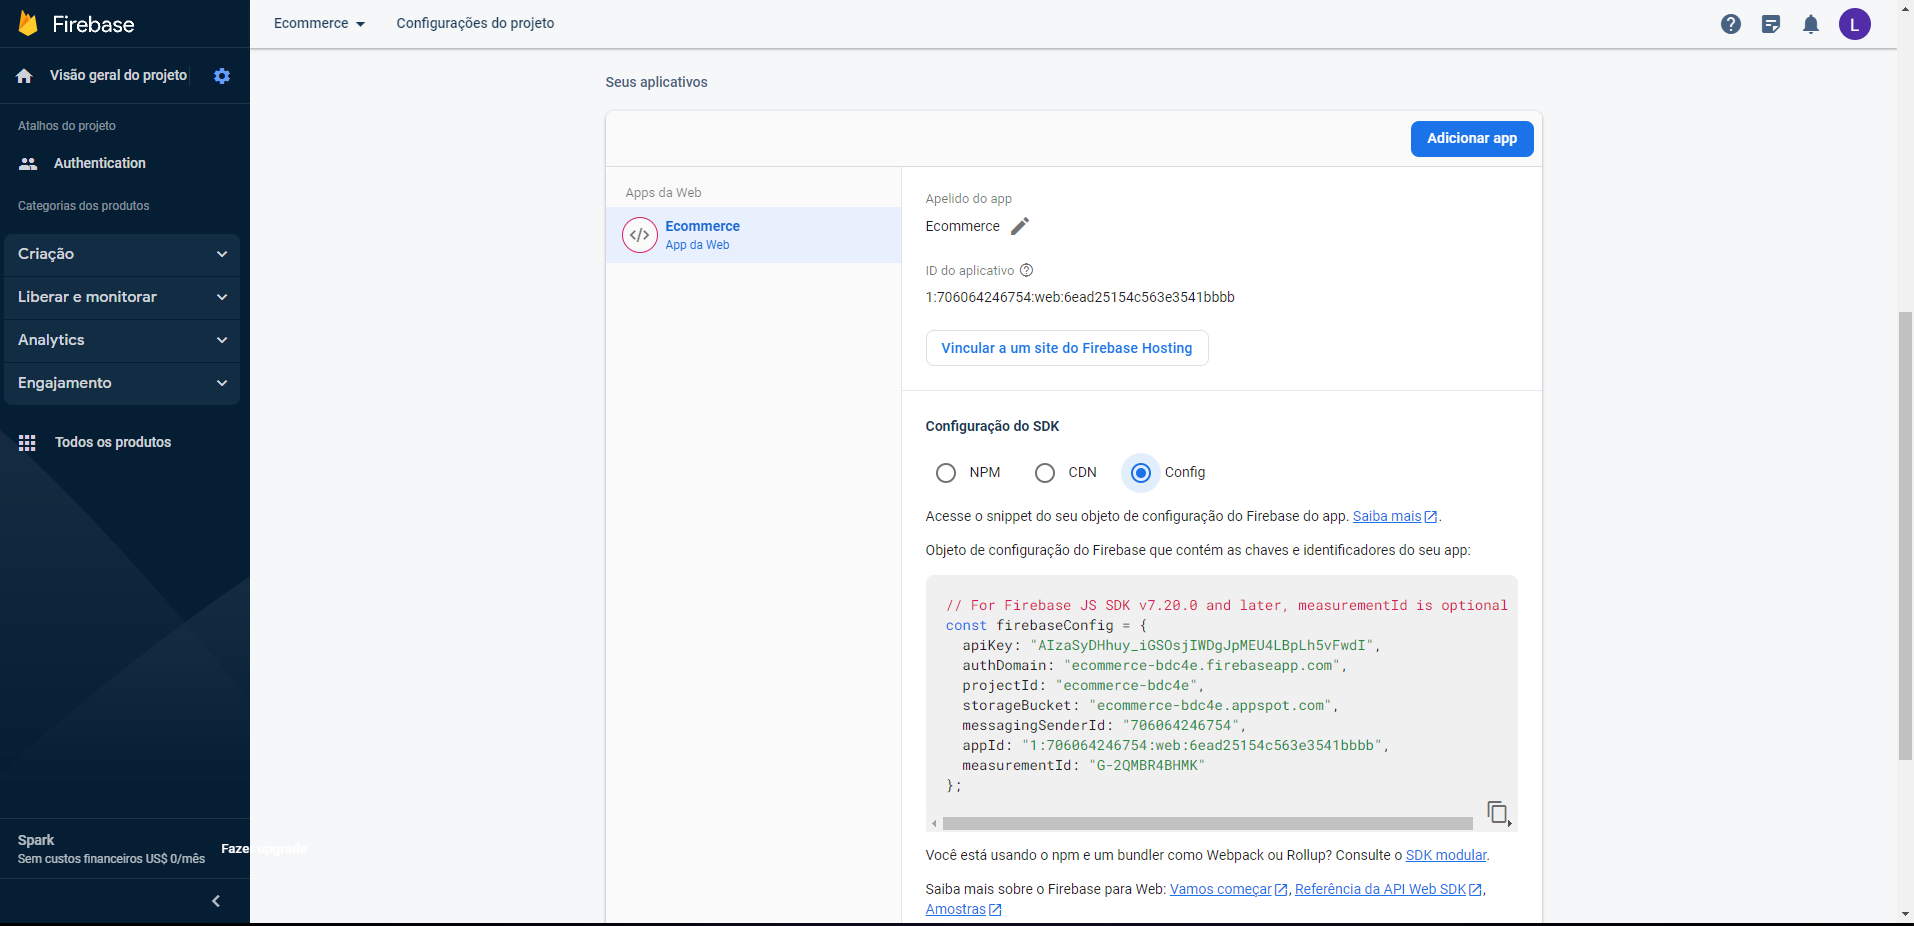 Firebase
Ecommerce
Configurações do projeto
L
Visão geral do projeto
Atalhos do projeto
Authentication
Categorias dos produtos
Criação
Liberar e monitorar
Analytics
Engajamento
Todos os produtos
Spark
Sem custos financeiros US$ 0/mês
Fazer upgrade
Seus aplicativos
Adicionar app
Apps da Web
Ecommerce
App da Web
Apelido do app
Ecommerce
ID do aplicativo
1:706064246754:web:6ead25154c563e3541bbbb
Vincular a um site do Firebase Hosting
Configuração do SDK
NPM CDN Config
Acesse o snippet do seu objeto de configuração do Firebase do app. Saiba mais.
Objeto de configuração do Firebase que contém as chaves e identificadores do seu app:
// For Firebase JS SDK v7.20.0 and later, measurementId is optional
const firebaseConfig = {
  apiKey: "AIzaSyDHhuy_iGSOsjIWDgJpMEU4LBpLh5vFwdI",
  authDomain: "ecommerce-bdc4e.firebaseapp.com",
  projectId: "ecommerce-bdc4e",
  storageBucket: "ecommerce-bdc4e.appspot.com",
  messagingSenderId: "706064246754",
  appId: "1:706064246754:web:6ead25154c563e3541bbbb",
  measurementId: "G-2QMBR4BHMK"
};
Você está usando o npm e um bundler como Webpack ou Rollup? Consulte o SDK modular.
Saiba mais sobre o Firebase para Web: Vamos começar, Referência da API Web SDK,
Amostras